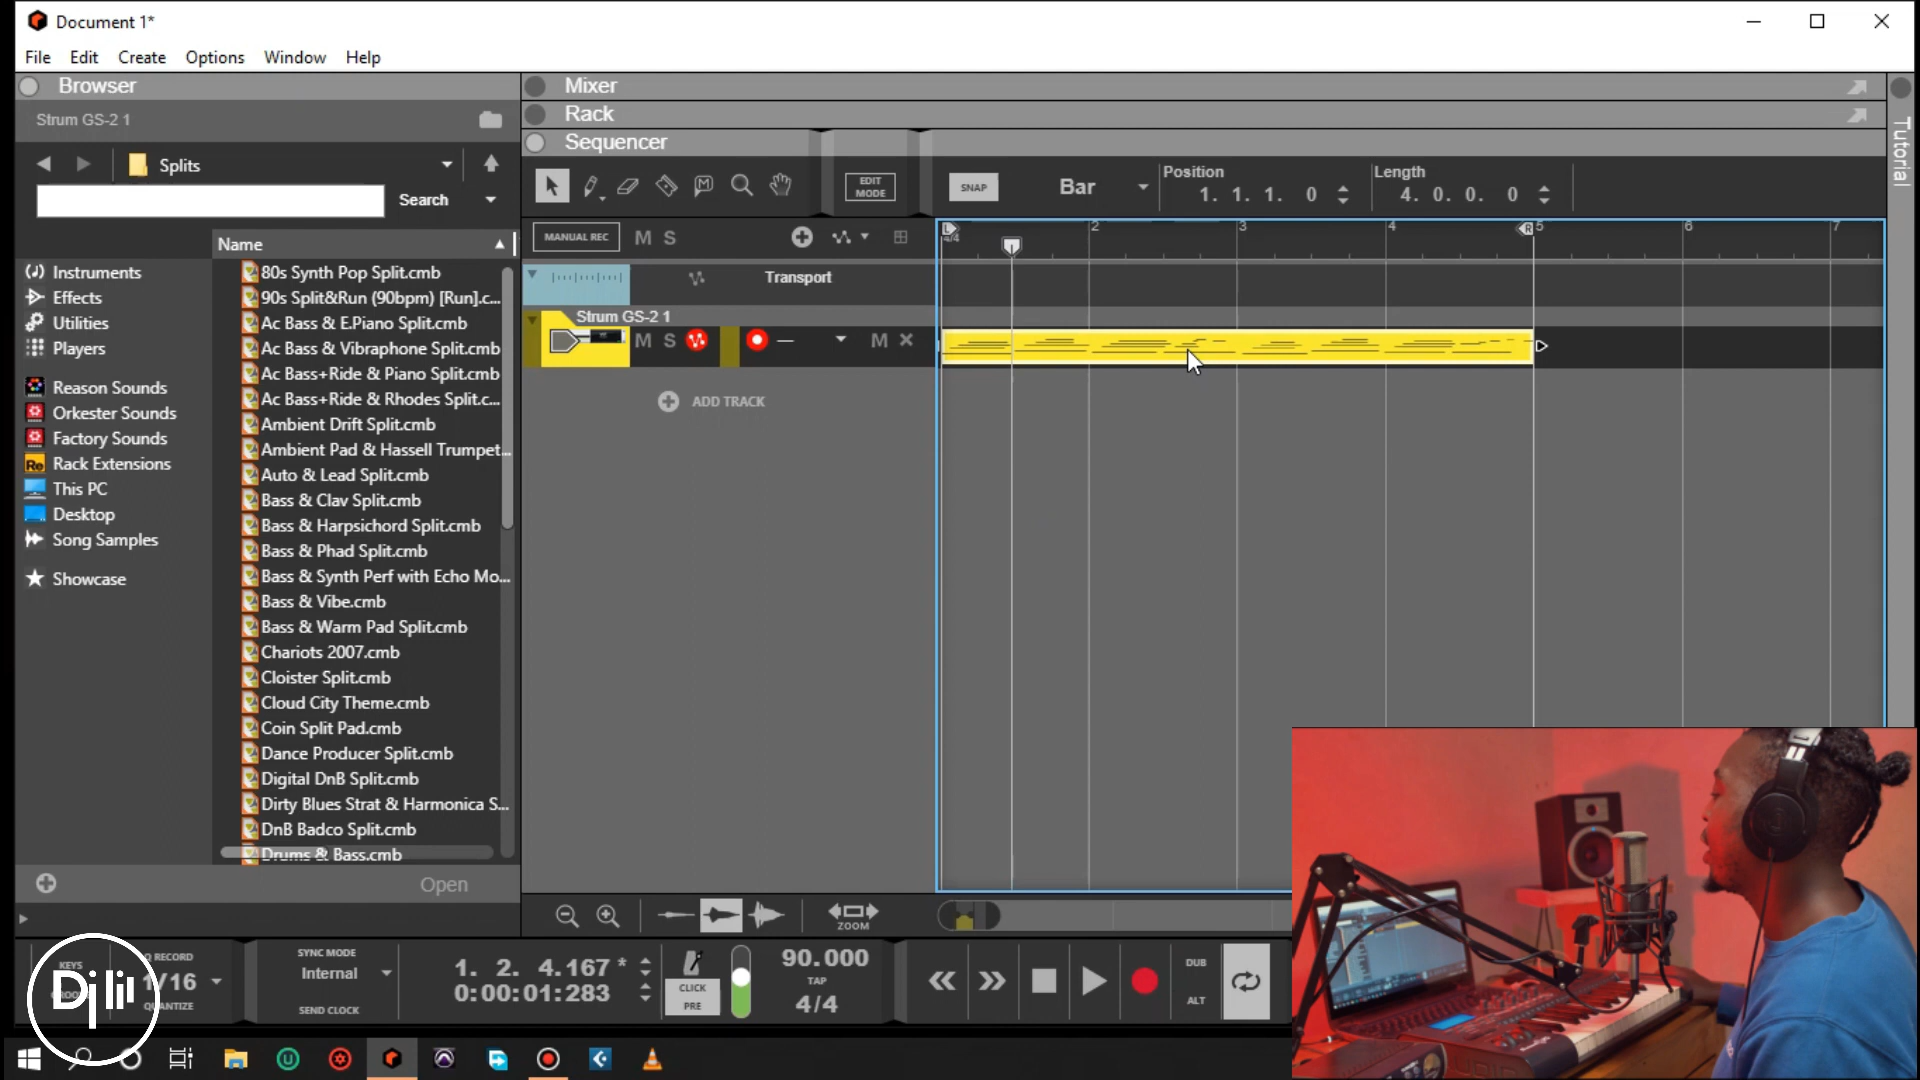 Document 1*
File Edit Create Options Window Help
Browser
Strum GS-2 1
Splits
Search
Name
Instruments
Effects
Utilities
Players
Reason Sounds
Orkester Sounds
Factory Sounds
Re Rack Extensions
This PC
Desktop
Song Samples
Showcase
80s Synth Pop Split.cmb
90s Split&Run (90bpm) [Run].c...
Ac Bass & E.Piano Split.cmb
Ac Bass & Vibraphone Split.cmb
Ac Bass+Ride & Piano Split.cmb
Ac Bass+Ride & Rhodes Split.c...
Ambient Drift Split.cmb
Ambient Pad & Hassell Trumpet...
Auto & Lead Split.cmb
Bass & Clav Split.cmb
Bass & Harpsichord Split.cmb
Bass & Phad Split.cmb
Bass & Synth Perf with Echo Mo...
Bass & Vibe.cmb
Bass & Warm Pad Split.cmb
Chariots 2007.cmb
Cloister Split.cmb
Cloud City Theme.cmb
Coin Split Pad.cmb
Dance Producer Split.cmb
Digital DnB Split.cmb
Dirty Blues Strat & Harmonica S...
DnB Badco Split.cmb
Drums & Bass.cmb
Open
Mixer
Rack
Sequencer
Tutorial
M
EDIT MODE
SNAP
Bar
Position
1. 1. 1. 0
Length
4. 0. 0. 0
MANUAL REC M S
L
4/4
2 3 4 R 5 6 7
Transport
Strum GS-2 1
M S M
ADD TRACK
ZOOM
KEYS
Q RECORD
1/16
QUANTIZE
SYNC MODE
Internal
SEND CLOCK
1. 2. 4.167 *
0:00:01:283
CLICK
PRE
90.000
TAP
4/4
DUB
ALT